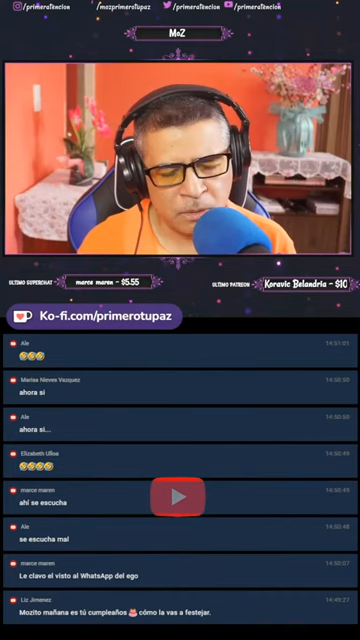 /primeratencion
/mozprimerotupaz
/primeratencion
/primeratencion
MoZ
ULTIMO SUPERCHAT
marce maren - $5.55
ULTIMO PATREON
Koravic Belandria - $10
Ko-fi.com/primerotupaz
Ale
14:51:01
🤣🤣🤣
Marisa Nieves Vazquez
14:50:50
ahora si
Ale
14:50:50
ahora si...
Elizabeth Ulloa
14:50:49
🤣🤣🤣🤣
marce maren
14:50:49
ahí se escucha
Ale
14:50:48
se escucha mal
marce maren
14:50:07
Le clavo el visto al WhatsApp del ego
Liz Jimenez
14:49:27
Mozito mañana es tú cumpleaños 🎂 cómo la vas a festejar.